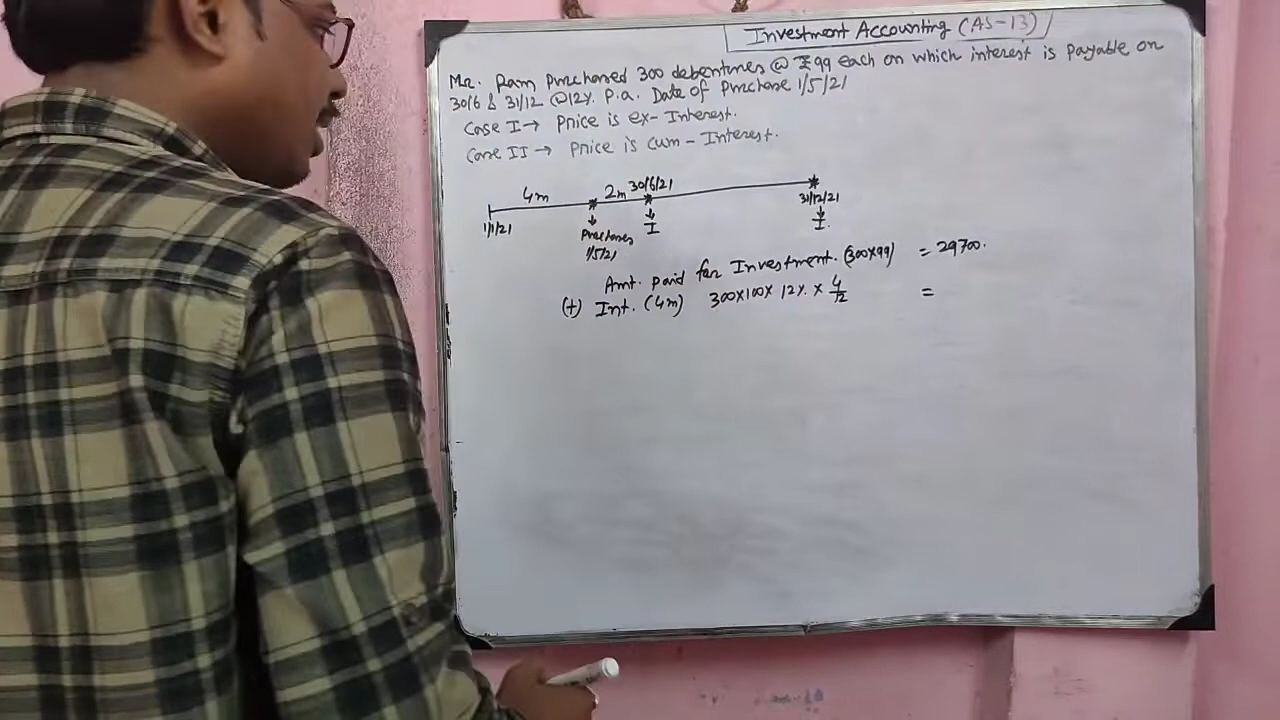 Investment Accounting (AS-13)
Mr. Ram Purchased 300 debentures @ ₹99 each on which interest is payable on
30/6 & 31/12 @12% P.a. Date of Purchase 1/5/21
Case I → Price is ex-Interest.
Case II → Price is cum-Interest.
4m 2m 30/6/21
1/1/21 Purchases 1/5/21 I 31/12/21 I.
Amt. paid for Investment. (300×99) = 29700.
(+) Int. (4m) 300×100× 12% × 4/12 =